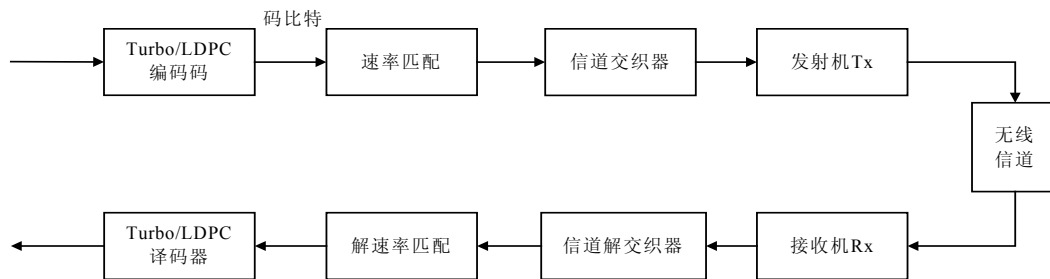 码比特
Turbo/LDPC
编码码
速率匹配
信道交织器
发射机Tx
无线
信道
Turbo/LDPC
译码器
解速率匹配
信道解交织器
接收机Rx